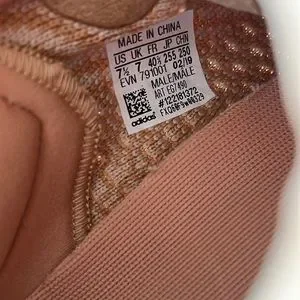 MADE IN CHINA
US UK FR JP CHN
7½ 7 40⅔ 255 250
EVN 791001 02/19
MALE/MALE
ART EG7490
#122181372
adidas